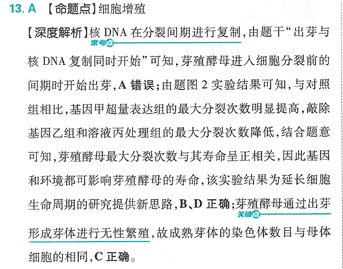 13. A 【命题点】细胞增殖
【深度解析】核 DNA 在分裂间期进行复制,由题干“出芽与
常考
核 DNA 复制同时开始”可知,芽殖酵母进入细胞分裂前的
间期时开始出芽,A 错误;由题图 2 实验结果可知,与对照
组相比,基因甲超量表达组的最大分裂次数明显提高,敲除
基因乙组和溶液丙处理组的最大分裂次数降低,结合题意
可知,芽殖酵母最大分裂次数与其寿命呈正相关,因此基因
和环境都可影响芽殖酵母的寿命,该实验结果为延长细胞
生命周期的研究提供新思路,B、D 正确;芽殖酵母通过出芽
关键
形成芽体进行无性繁殖,故成熟芽体的染色体数目与母体
细胞的相同,C 正确。